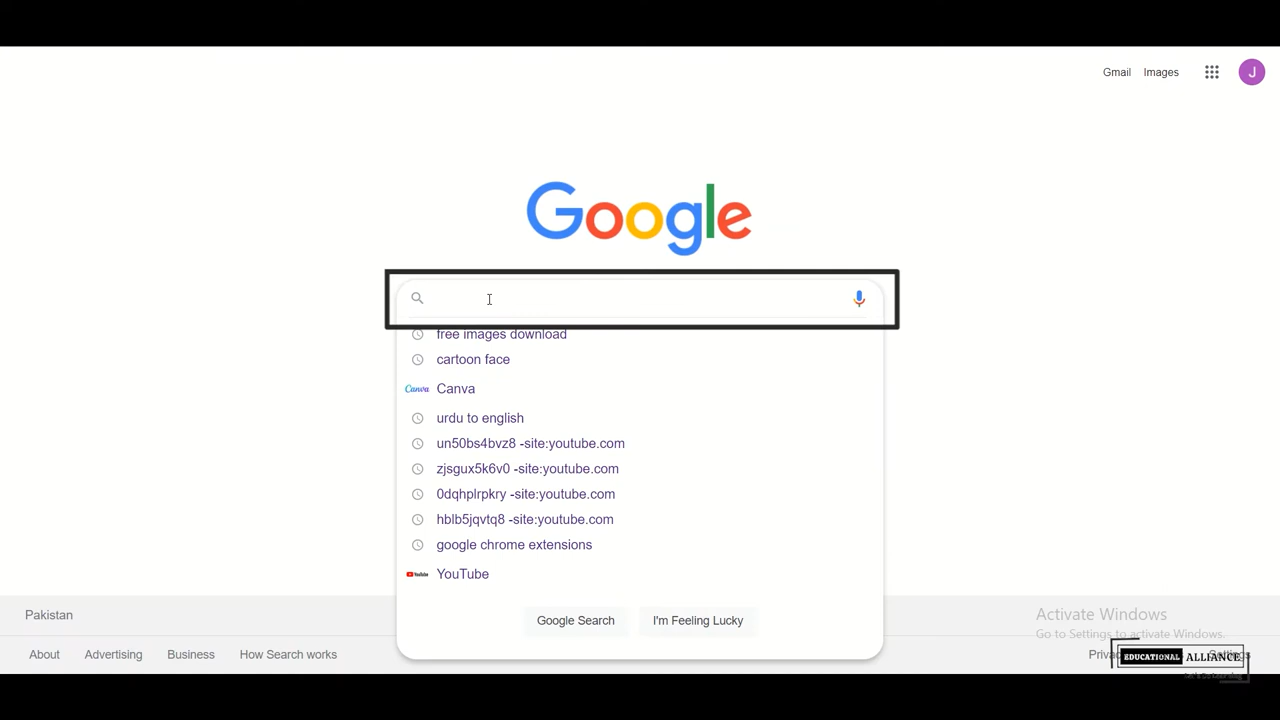 Gmail Images J
Google
free images download
cartoon face
Canva Canva
urdu to english
un50bs4bvz8 -site:youtube.com
zjsgux5k6v0 -site:youtube.com
0dqhplrpkry -site:youtube.com
hblb5jqvtq8 -site:youtube.com
google chrome extensions
YouTube YouTube
Google Search I'm Feeling Lucky
Pakistan
Activate Windows
Go to Settings to activate Windows.
About Advertising Business How Search works
EDUCATIONAL ALLIANCE